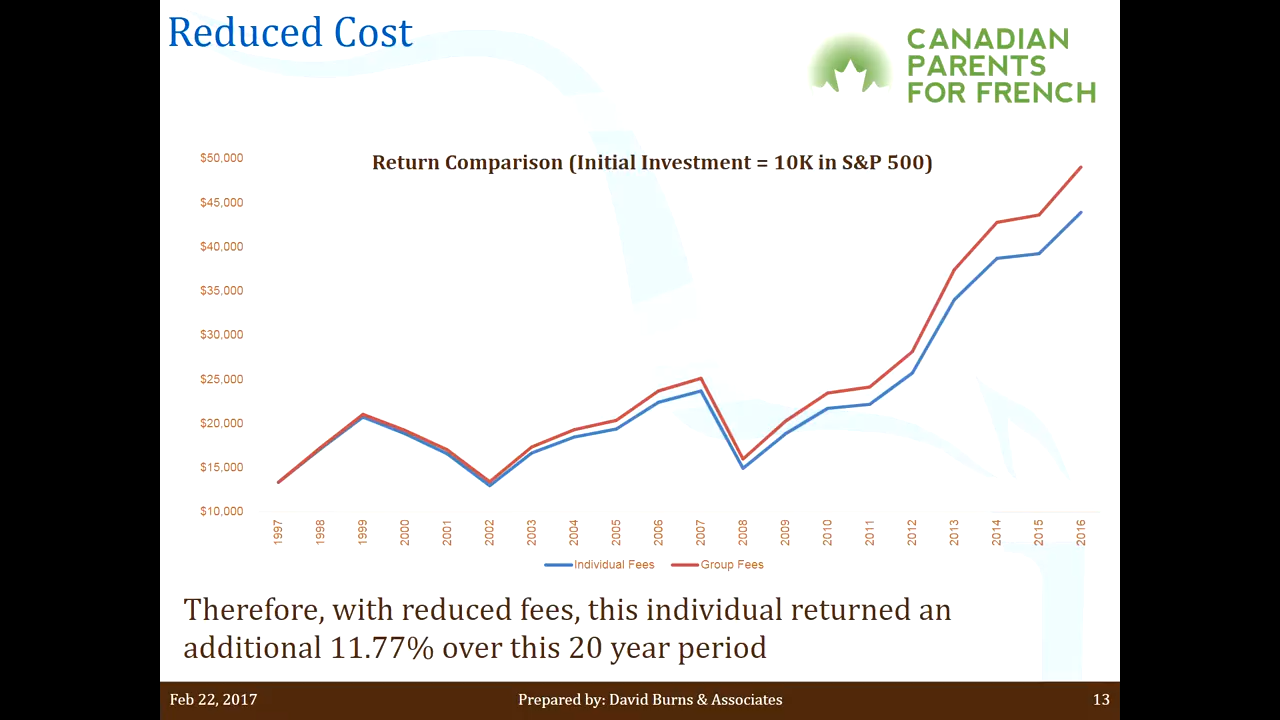 Reduced Cost
CANADIAN
PARENTS
FOR FRENCH
Return Comparison (Initial Investment = 10K in S&P 500)
$50,000
$45,000
$40,000
$35,000
$30,000
$25,000
$20,000
$15,000
$10,000
1997 1998 1999 2000 2001 2002 2003 2004 2005 2006 2007 2008 2009 2010 2011 2012 2013 2014 2015 2016
Individual Fees Group Fees
Therefore, with reduced fees, this individual returned an
additional 11.77% over this 20 year period
Feb 22, 2017 Prepared by: David Burns & Associates 13